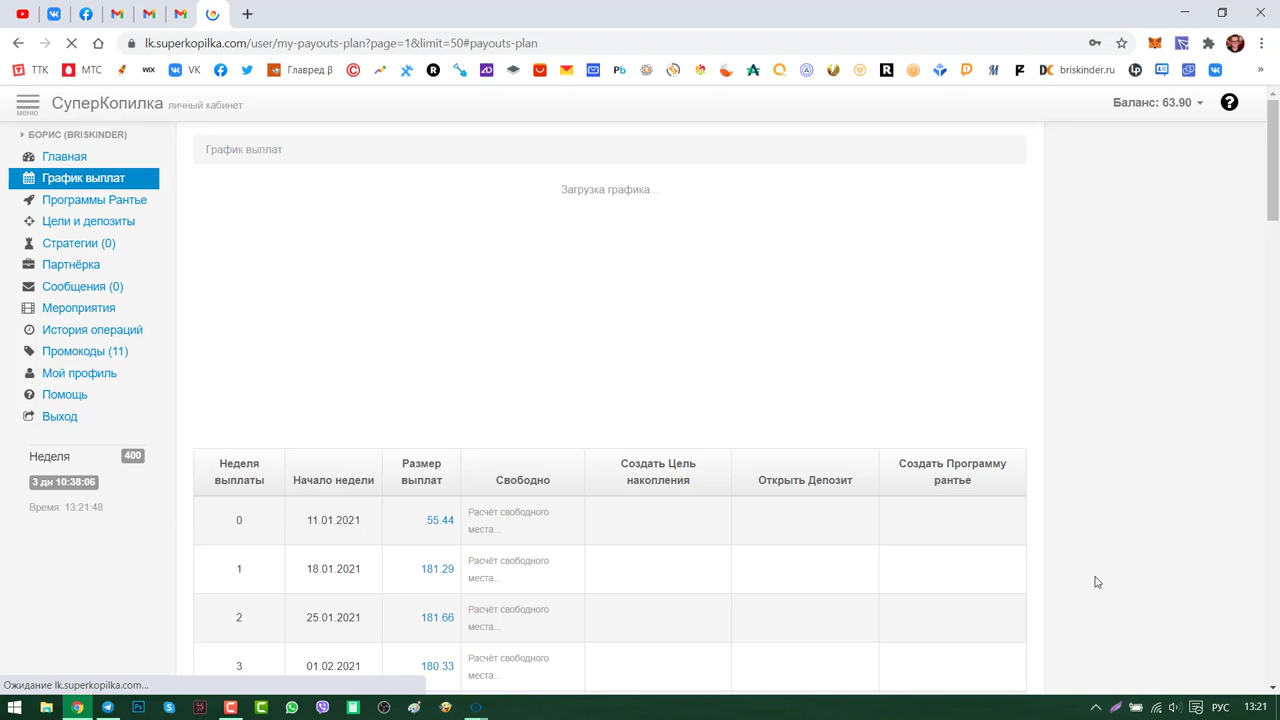 lk.superkopilka.com/user/my-payouts-plan?page=1&limit=50#payouts-plan
ТТК МТС WIX VK Главред β Pb briskinder.ru
СуперКопилка личный кабинет
Баланс: 63.90
меню
БОРИС (BRISKINDER)
Главная
График выплат
Программы Рантье
Цели и депозиты
Стратегии (0)
Партнёрка
Сообщения (0)
Мероприятия
История операций
Промокоды (11)
Мой профиль
Помощь
Выход
Неделя 400
3 дн 10:38:06
Время: 13:21:48
График выплат
Загрузка графика...
Неделя выплаты
Начало недели
Размер выплат
Свободно
Создать Цель накопления
Открыть Депозит
Создать Программу рантье
0 11.01.2021 55.44 Расчёт свободного места...
1 18.01.2021 181.29 Расчёт свободного места...
2 25.01.2021 181.66 Расчёт свободного места...
3 01.02.2021 180.33 Расчёт свободного места...
Ожидание lk.superkopilka.com...
РУС 13:21